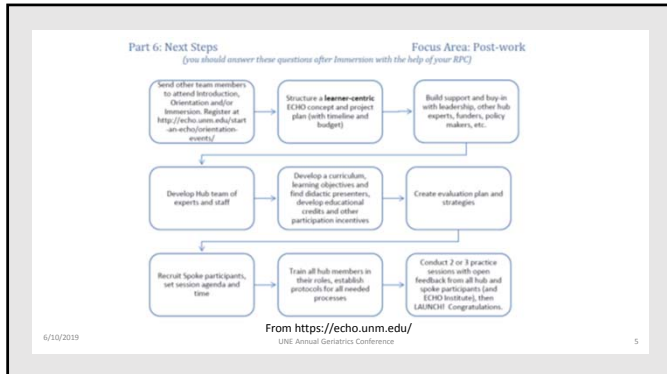 Part 6: Next Steps
Focus Area: Post-work
(you should answer these questions after Immersion with the help of your RPC)
Send other team members
to attend Introduction,
Orientation and/or
Immersion. Register at
http://echo.unm.edu/start
-an-echo/orientation-
events/
Structure a learner-centric
ECHO concept and project
plan (with timeline and
budget)
Build support and buy-in
with leadership, other hub
experts, funders, policy
makers, etc.
Develop Hub team of
experts and staff
Develop a curriculum,
learning objectives and
find didactic presenters,
develop educational
credits and other
participation incentives
Create evaluation plan and
strategies
Recruit Spoke participants,
set session agenda and
time
Train all hub members in
their roles, establish
protocols for all needed
processes
Conduct 2 or 3 practice
sessions with open
feedback from all hub and
spoke participants (and
ECHO Institute), then
LAUNCH! Congratulations.
From https://echo.unm.edu/
6/10/2019
UNE Annual Geriatrics Conference
5